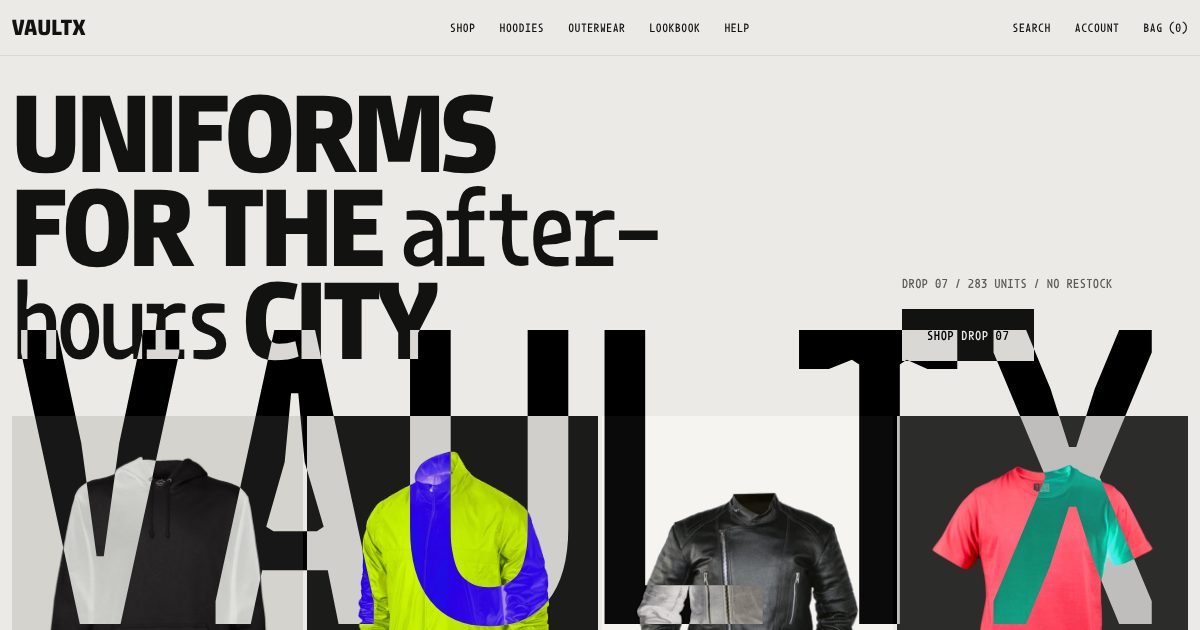 VAULTX
SHOP HOODIES OUTERWEAR LOOKBOOK HELP
SEARCH ACCOUNT BAG (0)
UNIFORMS
FOR THE after-
hours CITY
DROP 07 / 283 UNITS / NO RESTOCK
SHOP DROP 07
VAULTX